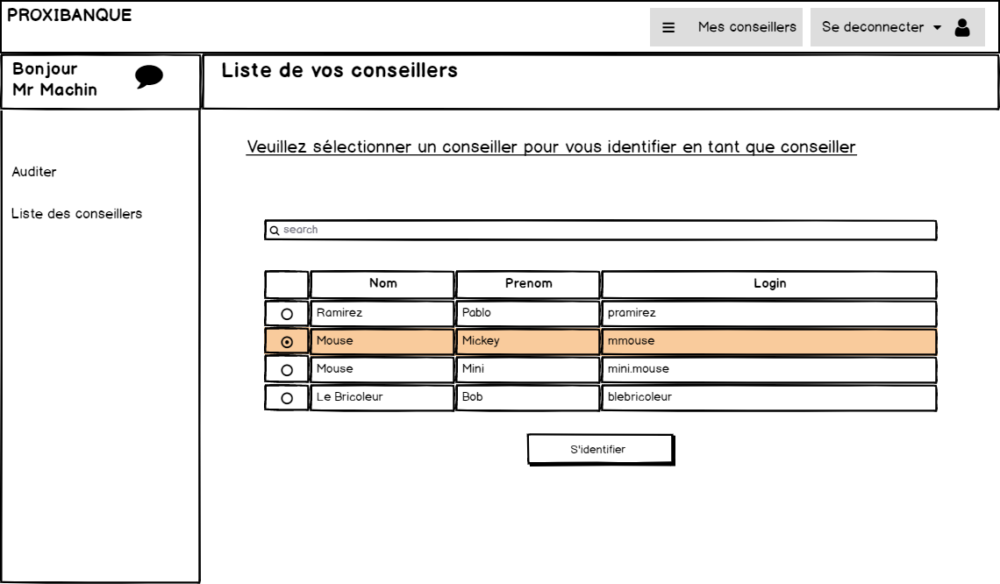 PROXIBANQUE
Mes conseillers
Se deconnecter
Bonjour
Mr Machin
Liste de vos conseillers
Veuillez sélectionner un conseiller pour vous identifier en tant que conseiller
Auditer
Liste des conseillers
search
Nom Prenom Login
Ramirez Pablo pramirez
Mouse Mickey mmouse
Mouse Mini mini.mouse
Le Bricoleur Bob blebricoleur
S'identifier